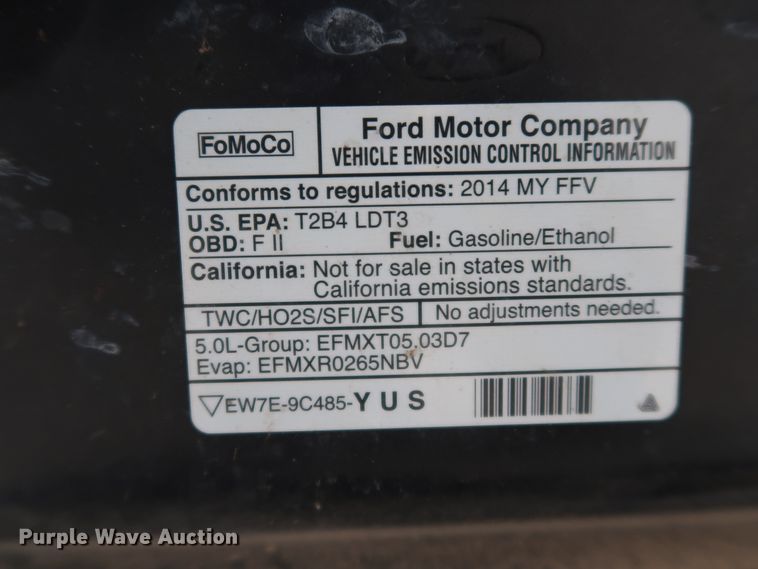 FoMoCo
Ford Motor Company
VEHICLE EMISSION CONTROL INFORMATION
Conforms to regulations: 2014 MY FFV
U.S. EPA: T2B4 LDT3
OBD: F II Fuel: Gasoline/Ethanol
California: Not for sale in states with
California emissions standards.
TWC/HO2S/SFI/AFS No adjustments needed.
5.0L-Group: EFMXT05.03D7
Evap: EFMXR0265NBV
EW7E-9C485-YUS
Purple Wave Auction